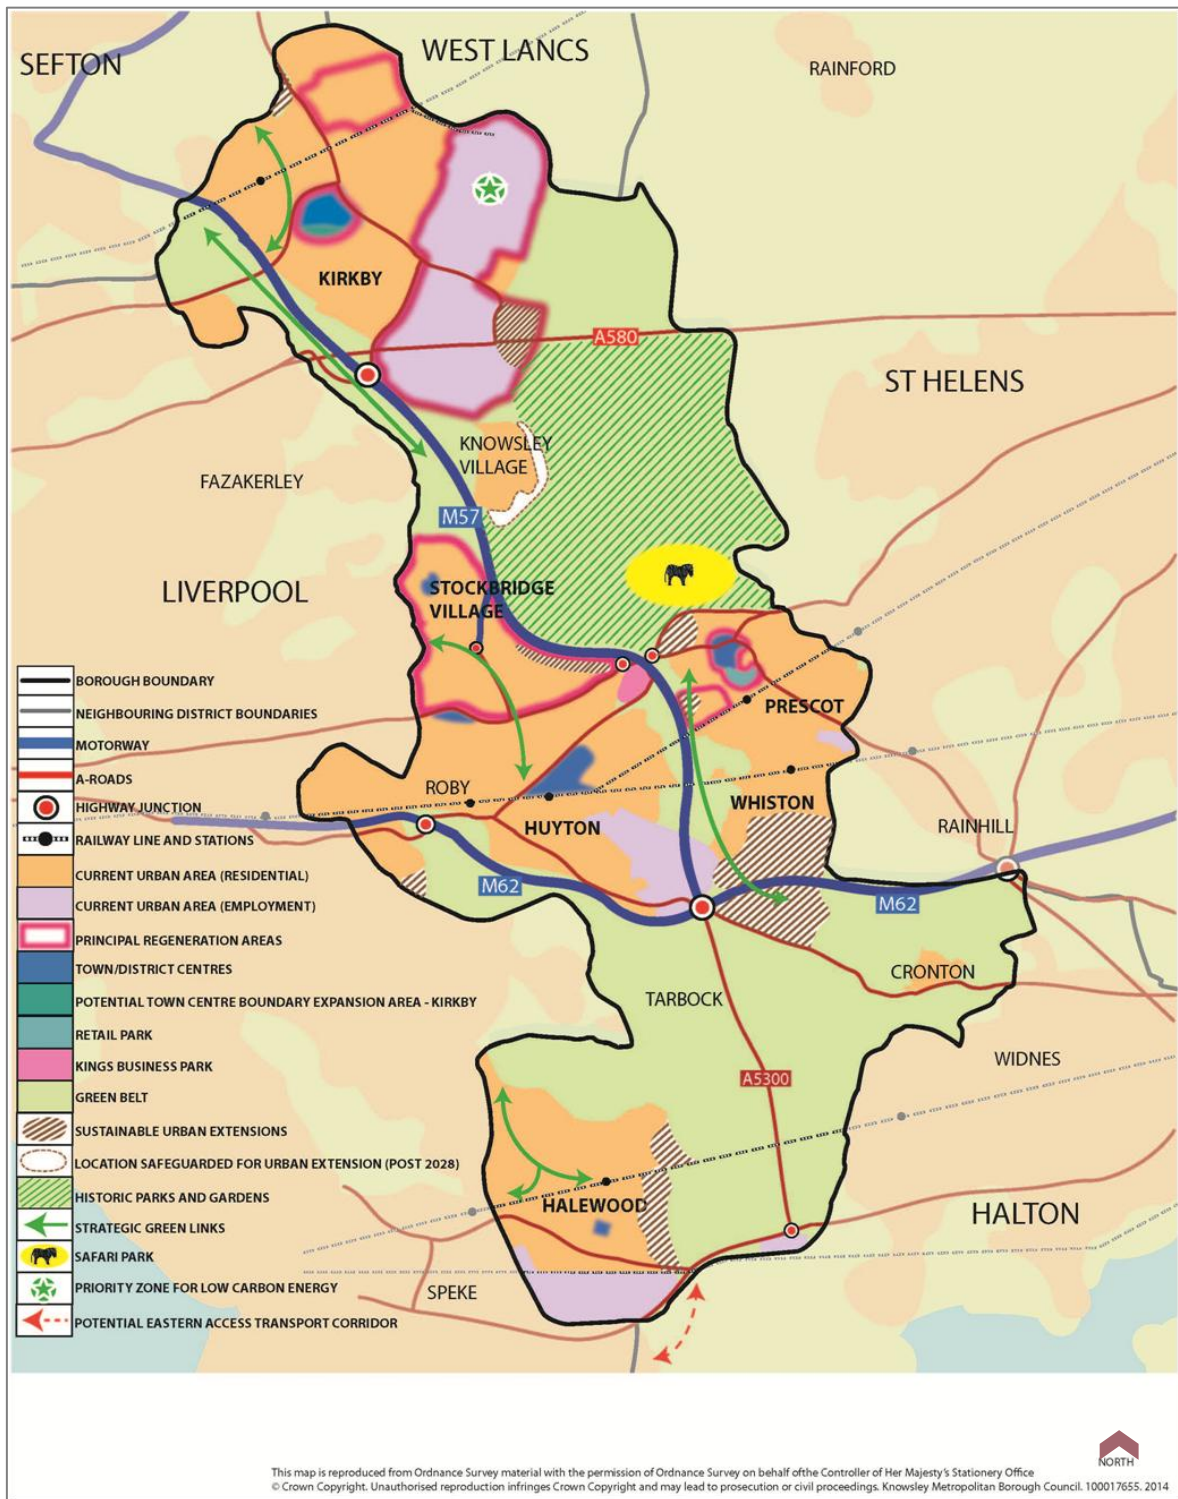 SEFTON
WEST LANCS
RAINFORD
KIRKBY
A580
ST HELENS
KNOWSLEY
VILLAGE
FAZAKERLEY
M57
LIVERPOOL
STOCKBRIDGE
VILLAGE
PRESCOT
ROBY
WHISTON
HUYTON
RAINHILL
M62
M62
CRONTON
TARBOCK
WIDNES
A5300
HALEWOOD
HALTON
SPEKE
BOROUGH BOUNDARY
NEIGHBOURING DISTRICT BOUNDARIES
MOTORWAY
A-ROADS
HIGHWAY JUNCTION
RAILWAY LINE AND STATIONS
CURRENT URBAN AREA (RESIDENTIAL)
CURRENT URBAN AREA (EMPLOYMENT)
PRINCIPAL REGENERATION AREAS
TOWN/DISTRICT CENTRES
POTENTIAL TOWN CENTRE BOUNDARY EXPANSION AREA - KIRKBY
RETAIL PARK
KINGS BUSINESS PARK
GREEN BELT
SUSTAINABLE URBAN EXTENSIONS
LOCATION SAFEGUARDED FOR URBAN EXTENSION (POST 2028)
HISTORIC PARKS AND GARDENS
STRATEGIC GREEN LINKS
SAFARI PARK
PRIORITY ZONE FOR LOW CARBON ENERGY
POTENTIAL EASTERN ACCESS TRANSPORT CORRIDOR
NORTH
This map is reproduced from Ordnance Survey material with the permission of Ordnance Survey on behalf ofthe Controller of Her Majesty's Stationery Office
© Crown Copyright. Unauthorised reproduction infringes Crown Copyright and may lead to prosecution or civil proceedings. Knowsley Metropolitan Borough Council. 100017655. 2014